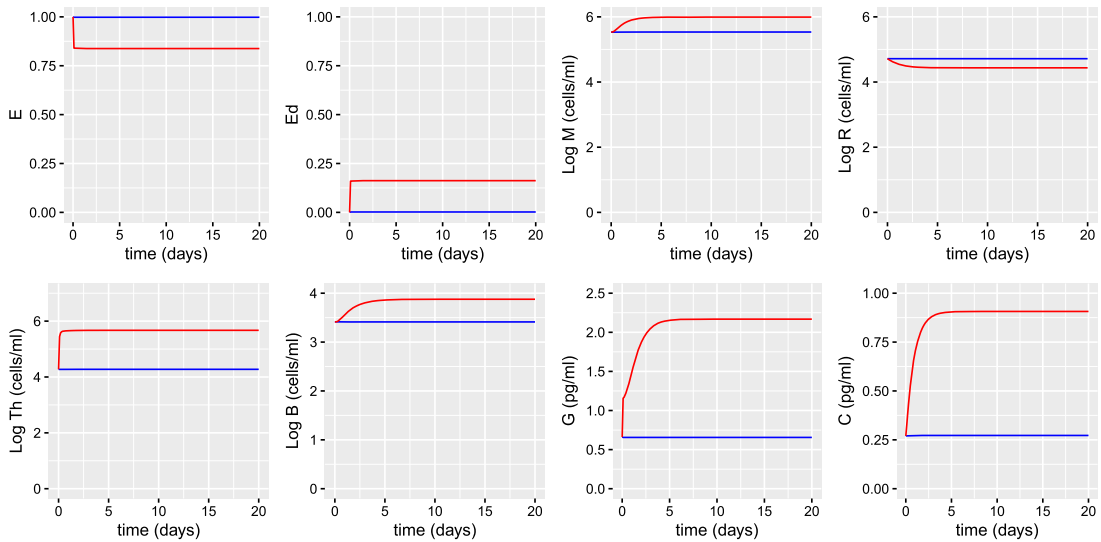 E
1.00
0.75
0.50
0.25
0.00
0 5 10 15 20
time (days)
Ed
1.00
0.75
0.50
0.25
0.00
0 5 10 15 20
time (days)
Log M (cells/ml)
6
4
2
0
0 5 10 15 20
time (days)
Log R (cells/ml)
6
4
2
0
0 5 10 15 20
time (days)
Log Th (cells/ml)
6
4
2
0
0 5 10 15 20
time (days)
Log B (cells/ml)
4
3
2
1
0
0 5 10 15 20
time (days)
G (pg/ml)
2.5
2.0
1.5
1.0
0.5
0.0
0 5 10 15 20
time (days)
C (pg/ml)
1.00
0.75
0.50
0.25
0.00
0 5 10 15 20
time (days)